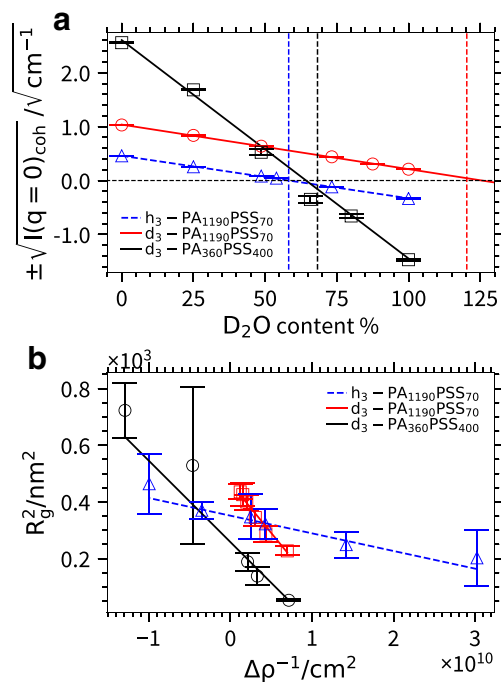 a
± √I(q = 0)coh /√cm⁻¹
2.0
1.0
0.0
-1.0
h₃ − PA₁₁₉₀PSS₇₀
d₃ − PA₁₁₉₀PSS₇₀
d₃ − PA₃₆₀PSS₄₀₀
0 25 50 75 100 125
D₂O content %
b
×10³
R_g²/nm²
0.8
0.6
0.4
0.2
h₃ − PA₁₁₉₀PSS₇₀
d₃ − PA₁₁₉₀PSS₇₀
d₃ − PA₃₆₀PSS₄₀₀
−1 0 1 2 3
×10¹⁰
Δρ⁻¹/cm²